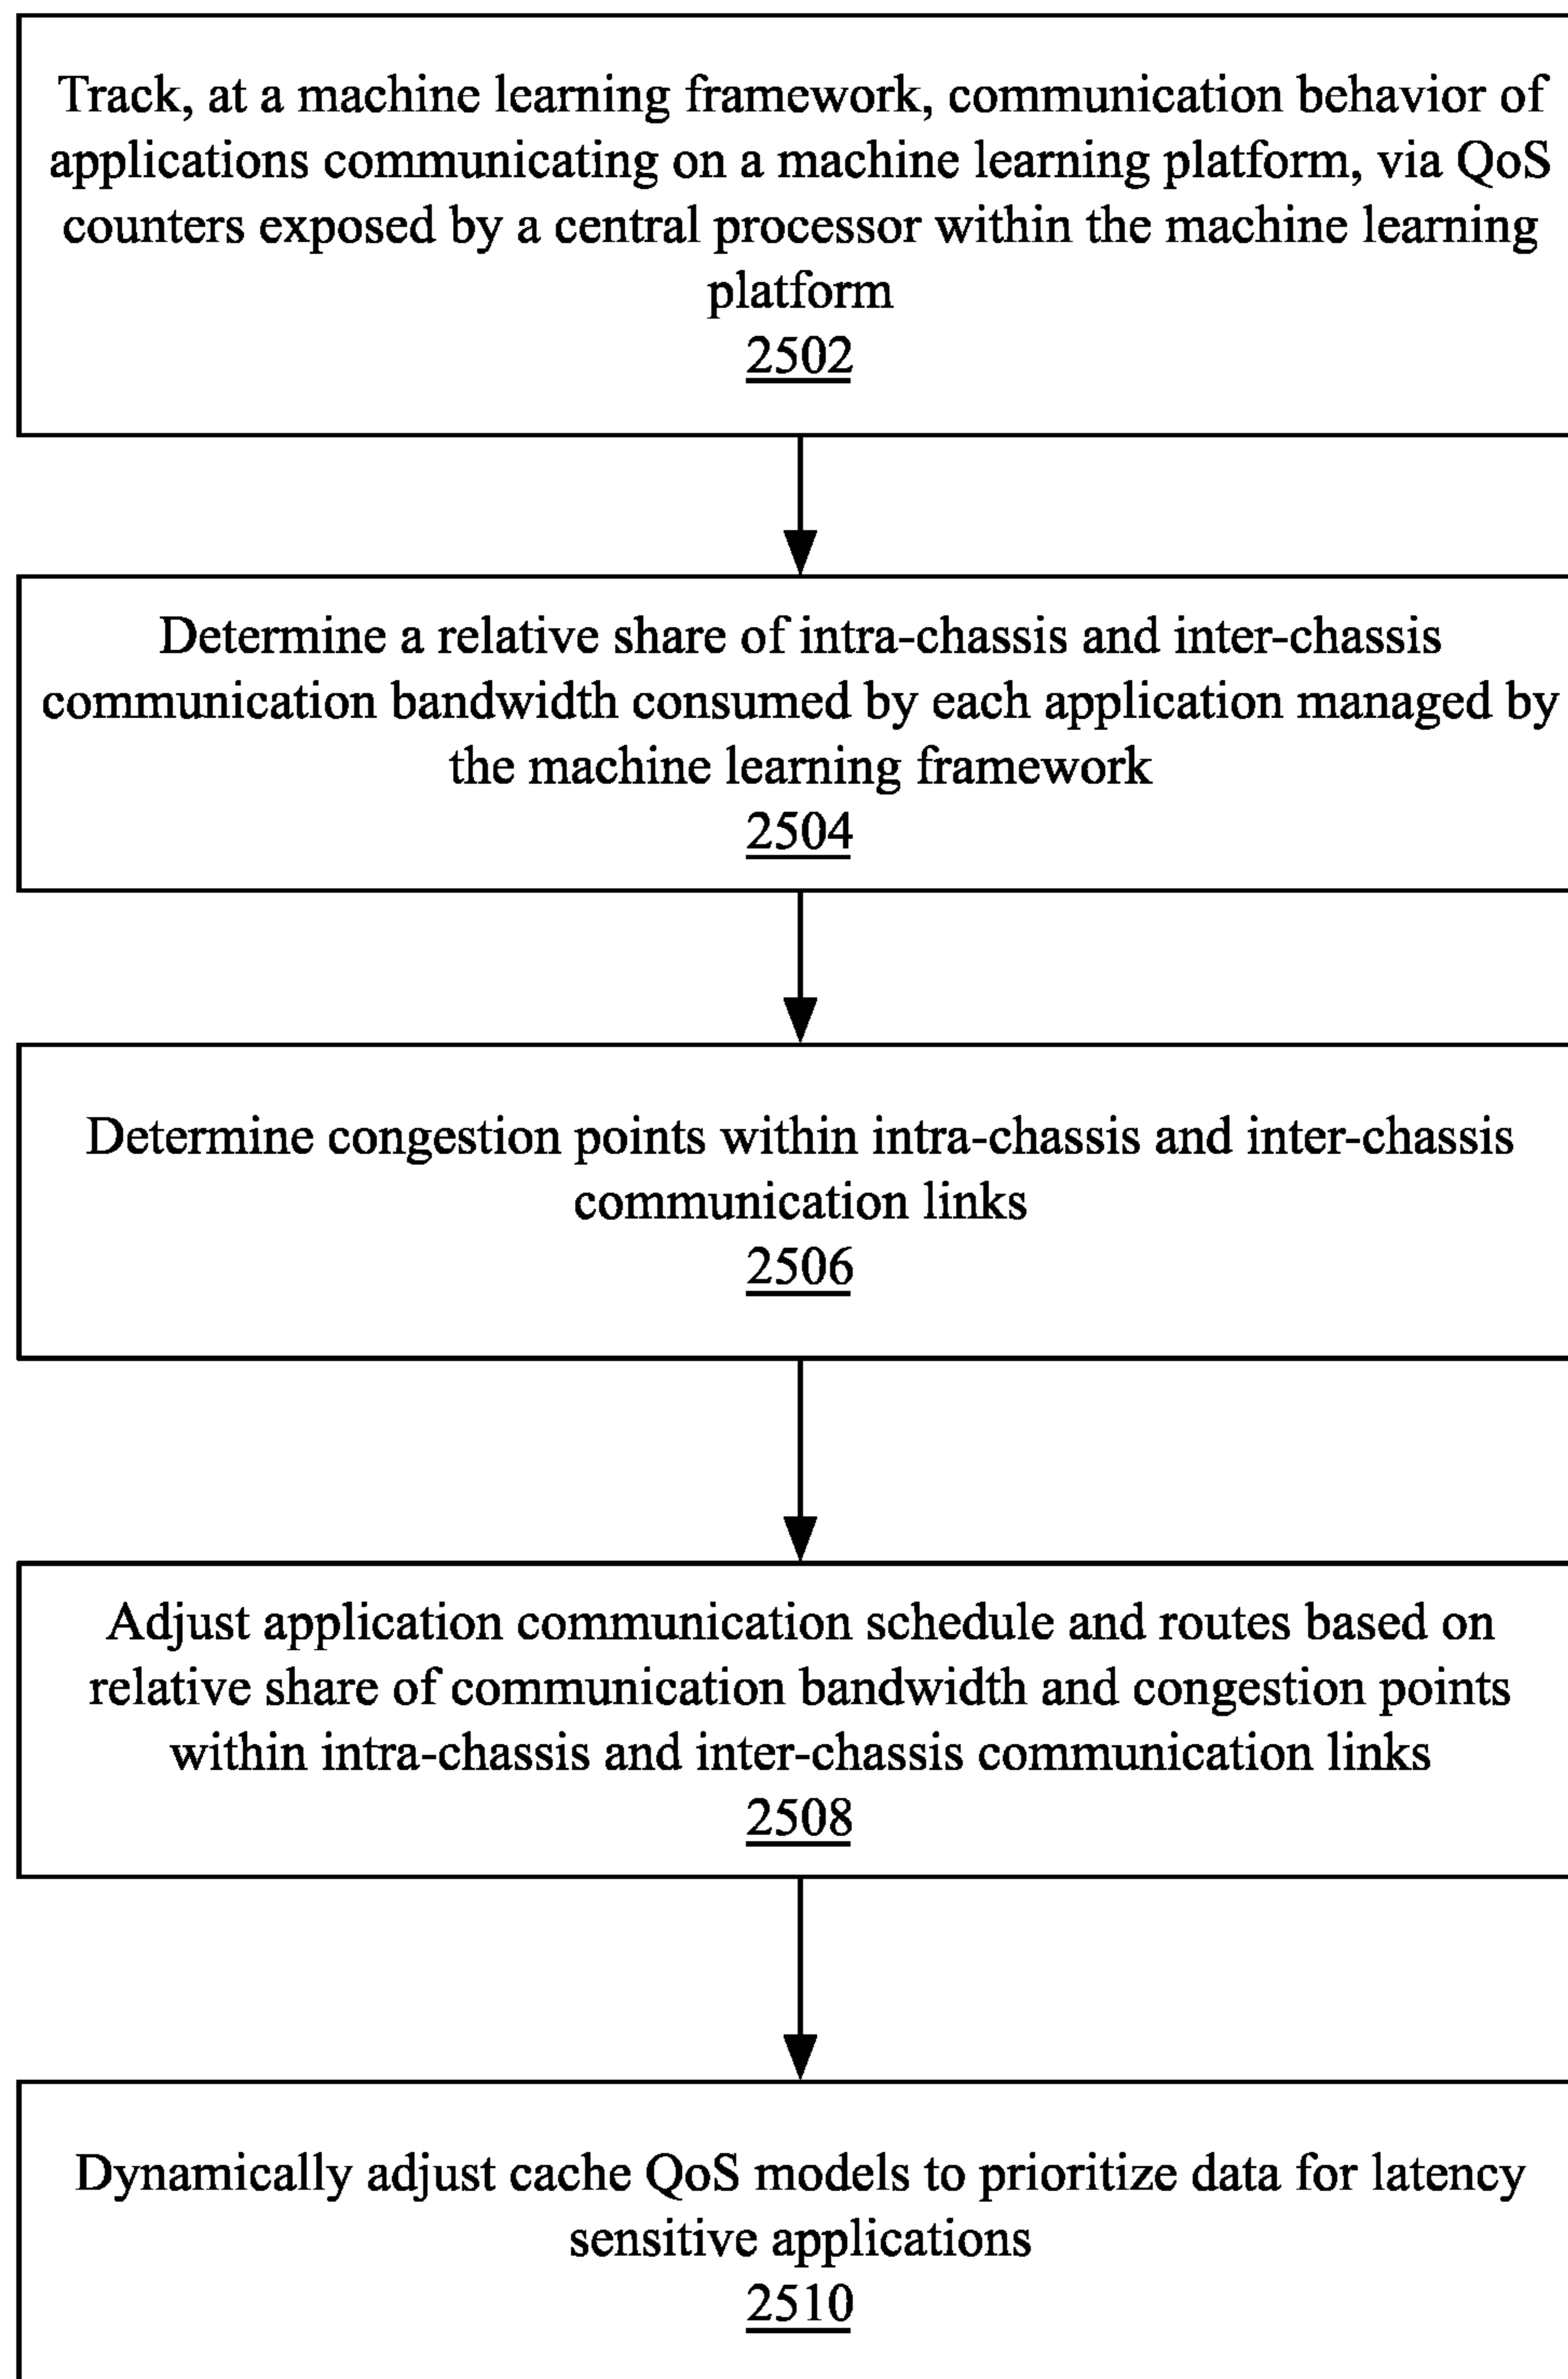 Track, at a machine learning framework, communication behavior of
applications communicating on a machine learning platform, via QoS
counters exposed by a central processor within the machine learning
platform
2502
Determine a relative share of intra-chassis and inter-chassis
communication bandwidth consumed by each application managed by
the machine learning framework
2504
Determine congestion points within intra-chassis and inter-chassis
communication links
2506
Adjust application communication schedule and routes based on
relative share of communication bandwidth and congestion points
within intra-chassis and inter-chassis communication links
2508
Dynamically adjust cache QoS models to prioritize data for latency
sensitive applications
2510